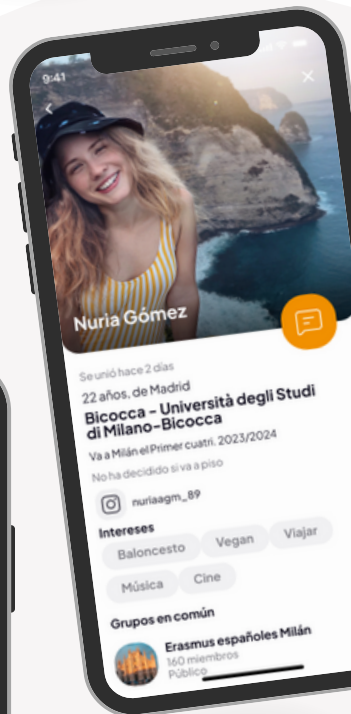 9:41
Nuria Gómez
Se unió hace 2 días
22 años, de Madrid
Bicocca - Università degli Studi
di Milano-Bicocca
Va a Milán el Primer cuatri. 2023/2024
No ha decidido si va a piso
nuriaagm_89
Intereses
Baloncesto
Vegan
Viajar
Música
Cine
Grupos en común
Erasmus españoles Milán
160 miembros
Público